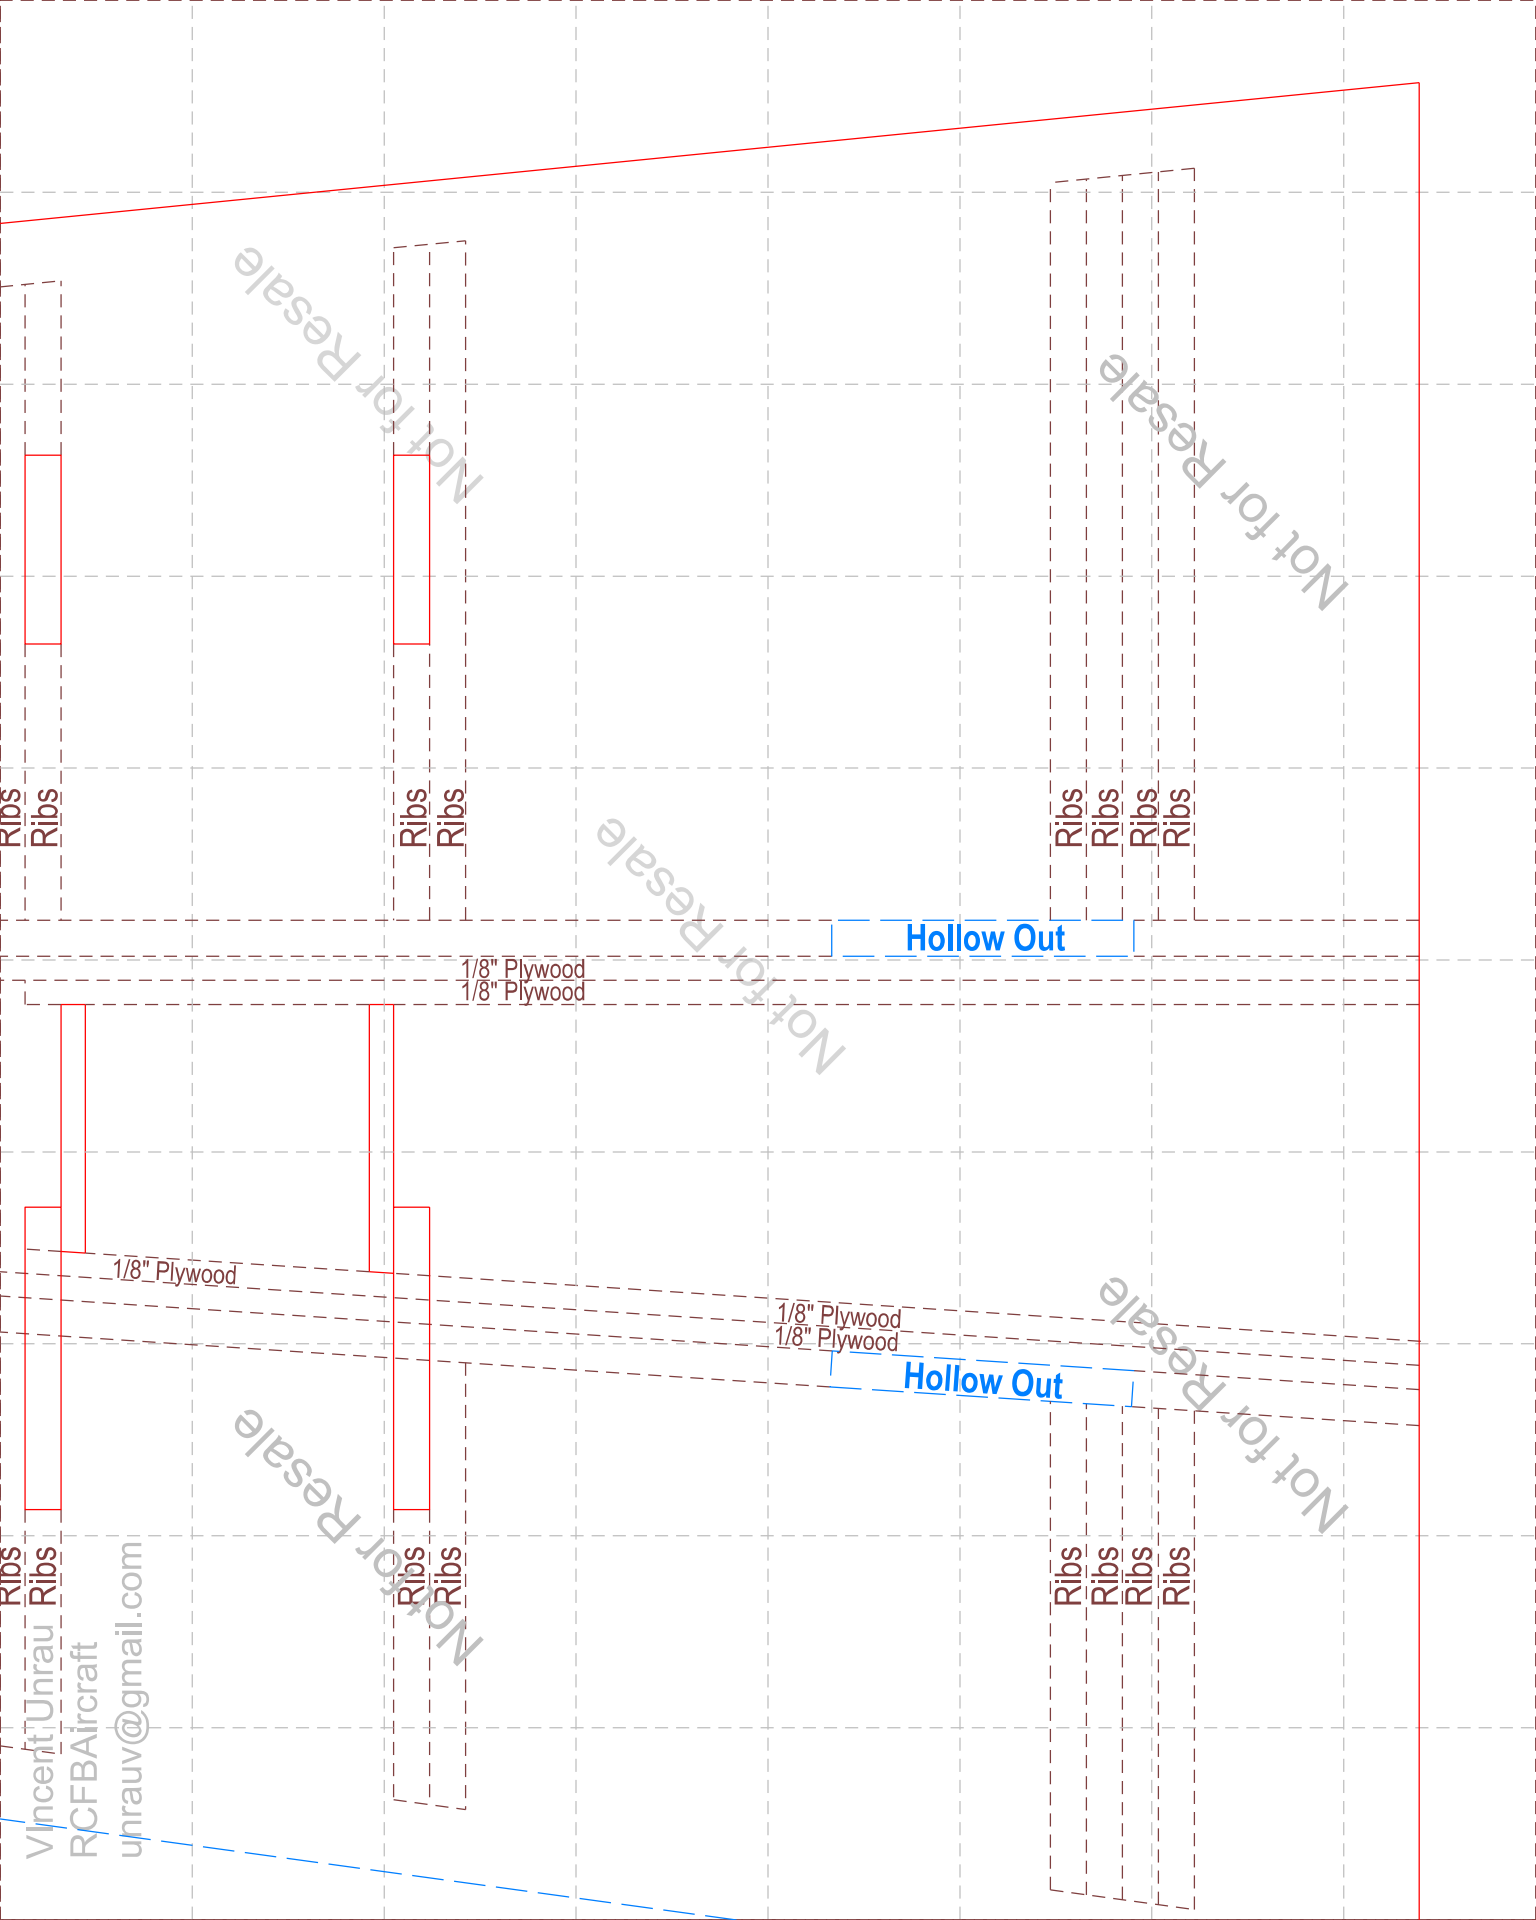 Not for Resale
Not for Resale
Ribs
Ribs
Ribs
Ribs
Ribs
Ribs
Ribs
Ribs
Not for Resale
Hollow Out
1/8" Plywood
1/8" Plywood
1/8" Plywood
1/8" Plywood
1/8" Plywood
Hollow Out
Not for Resale
Not for Resale
Ribs
Ribs
Ribs
Ribs
Ribs
Ribs
Ribs
Ribs
VIncent Unrau
RCFBAircraft
unrauv@gmail.com